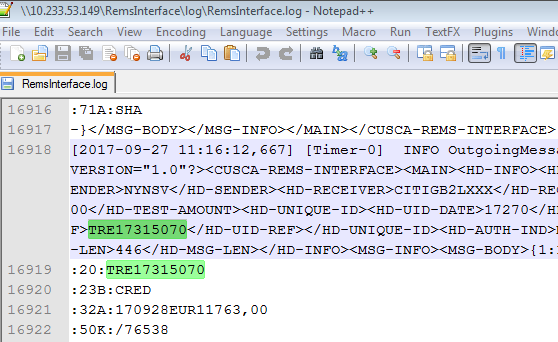 \\10.233.53.149\RemsInterface\log\RemsInterface.log - Notepad++
File Edit Search View Encoding Language Settings Macro Run TextFX Plugins Window
RemsInterface.log
16916 :71A:SHA
16917 -}</MSG-BODY></MSG-INFO></MAIN></CUSCA-REMS-INTERFACE>
16918 [2017-09-27 11:16:12,667] [Timer-0] INFO OutgoingMessa
VERSION="1.0"?><CUSCA-REMS-INTERFACE><MAIN><HD-INFO><H
ENDER>NYNSV</HD-SENDER><HD-RECEIVER>CITIGB2LXXX</HD-RE
00</HD-TEST-AMOUNT><HD-UNIQUE-ID><HD-UID-DATE>17270</H
F>TRE17315070</HD-UID-REF></HD-UNIQUE-ID><HD-AUTH-IND>
-LEN>446</HD-MSG-LEN></HD-INFO><MSG-INFO><MSG-BODY>{1:
16919 :20:TRE17315070
16920 :23B:CRED
16921 :32A:170928EUR11763,00
16922 :50K:/76538